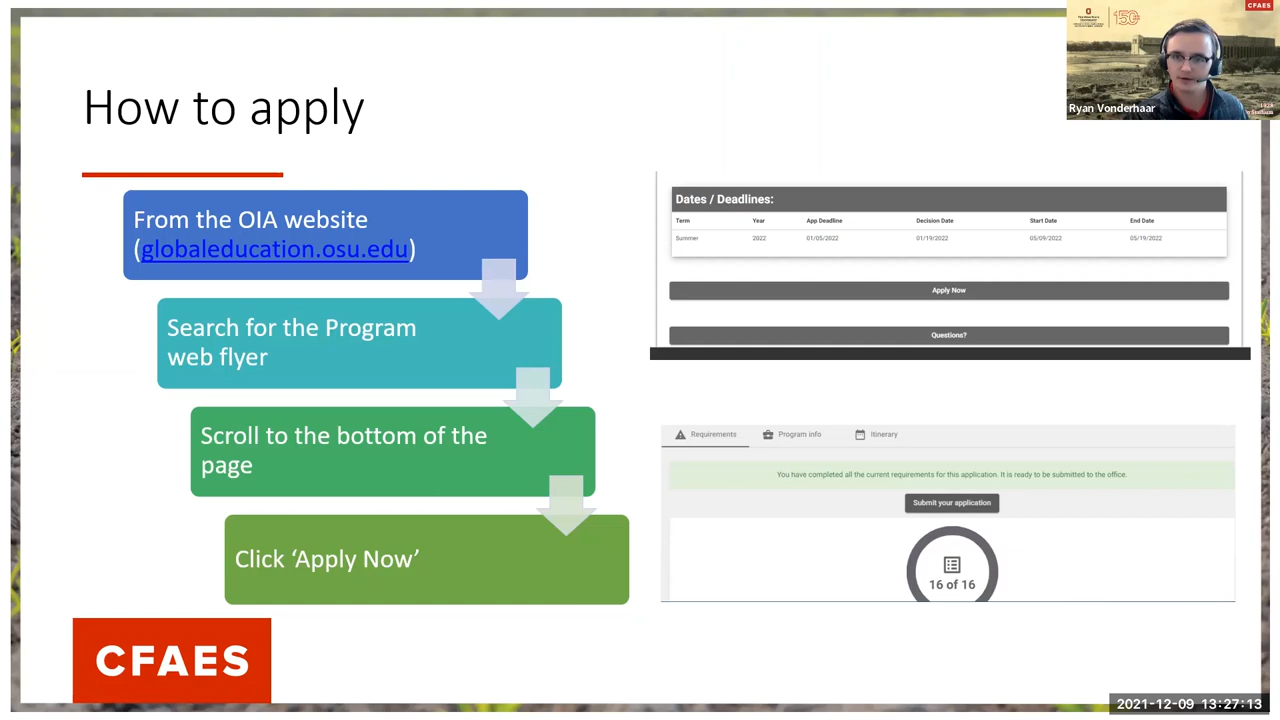 How to apply
From the OIA website
(globaleducation.osu.edu)
Search for the Program
web flyer
Scroll to the bottom of the
page
Click ‘Apply Now’
CFAES
CFAES
150
Ryan Vonderhaar
Dates / Deadlines:
Term Year App Deadline Decision Date Start Date End Date
Summer 2022 01/05/2022 01/19/2022 05/09/2022 05/19/2022
Apply Now
Questions?
Requirements Program info Itinerary
You have completed all the current requirements for this application. It is ready to be submitted to the office.
Submit your application
16 of 16
2021-12-09 13:27:13